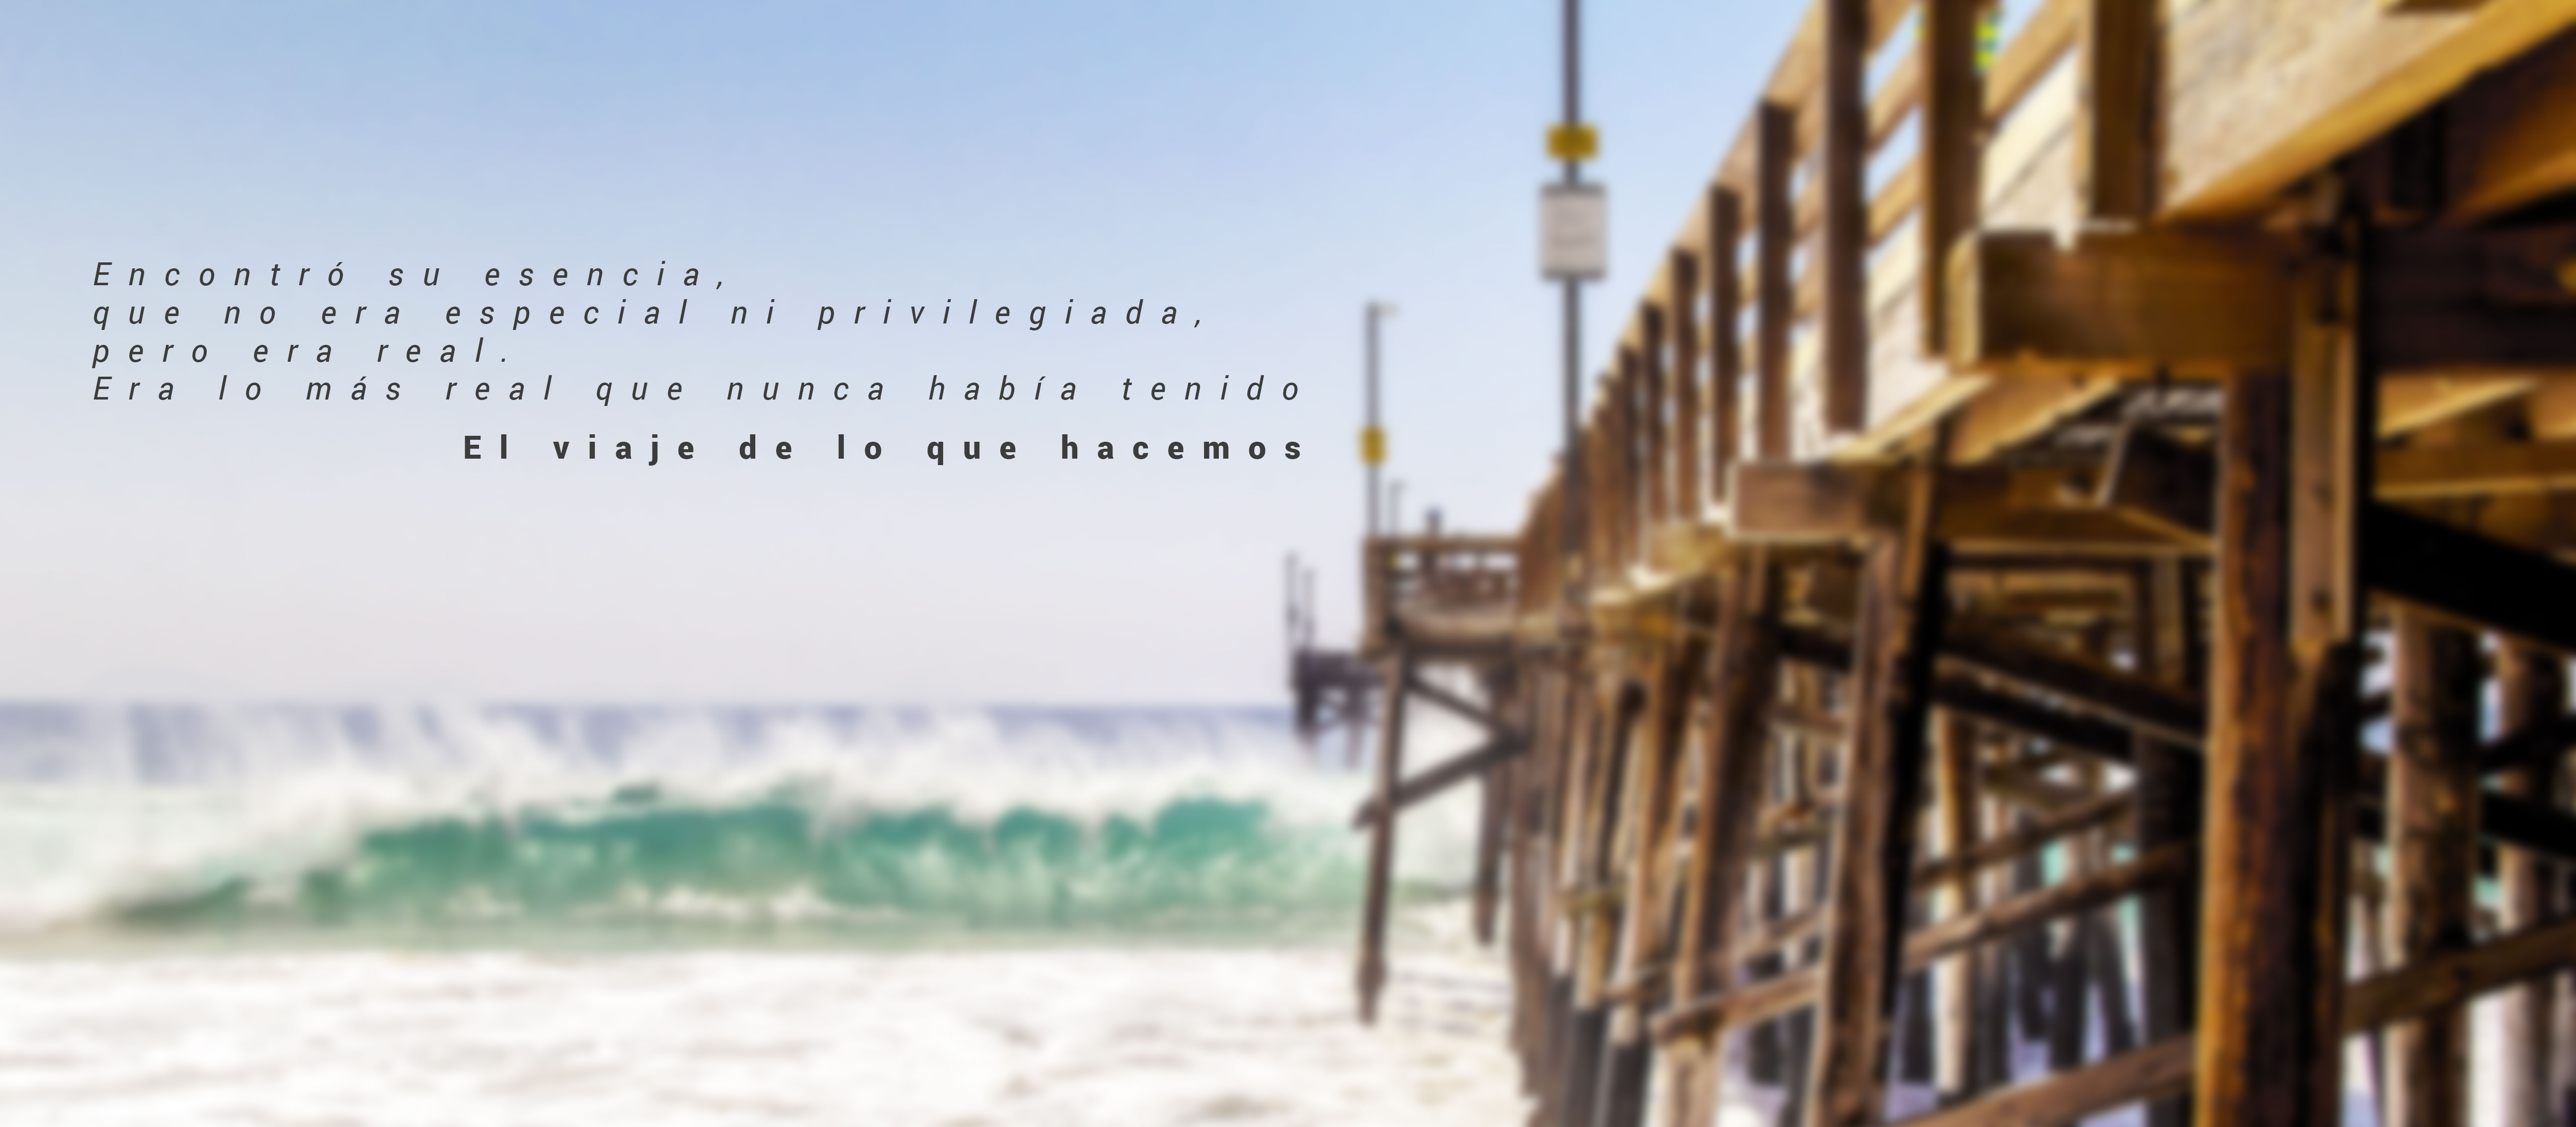 Encontró su esencia,
que no era especial ni privilegiada,
pero era real.
Era lo más real que nunca había tenido
El viaje de lo que hacemos